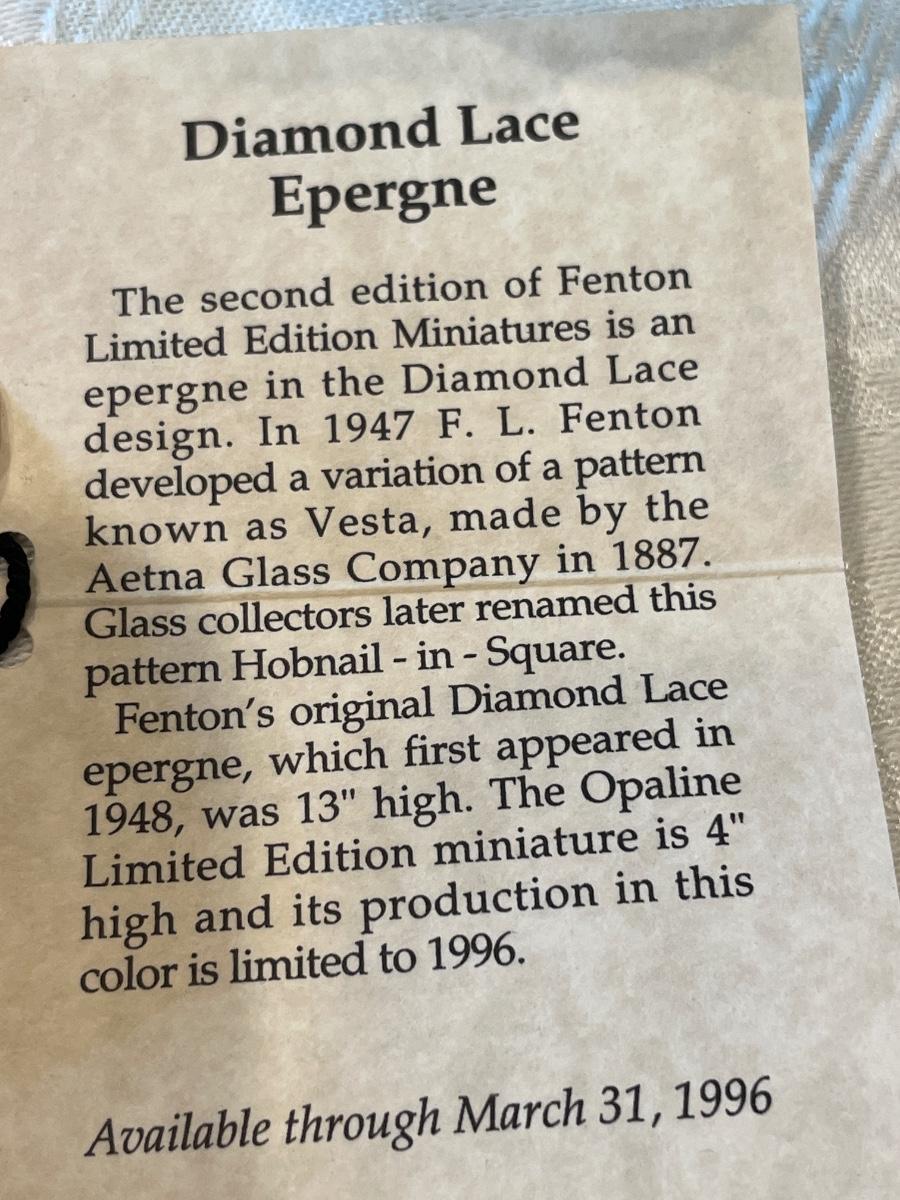 Diamond Lace
Epergne
The second edition of Fenton
Limited Edition Miniatures is an
epergne in the Diamond Lace
design. In 1947 F. L. Fenton
developed a variation of a pattern
known as Vesta, made by the
Aetna Glass Company in 1887.
Glass collectors later renamed this
pattern Hobnail - in - Square.
Fenton's original Diamond Lace
epergne, which first appeared in
1948, was 13" high. The Opaline
Limited Edition miniature is 4"
high and its production in this
color is limited to 1996.
Available through March 31, 1996